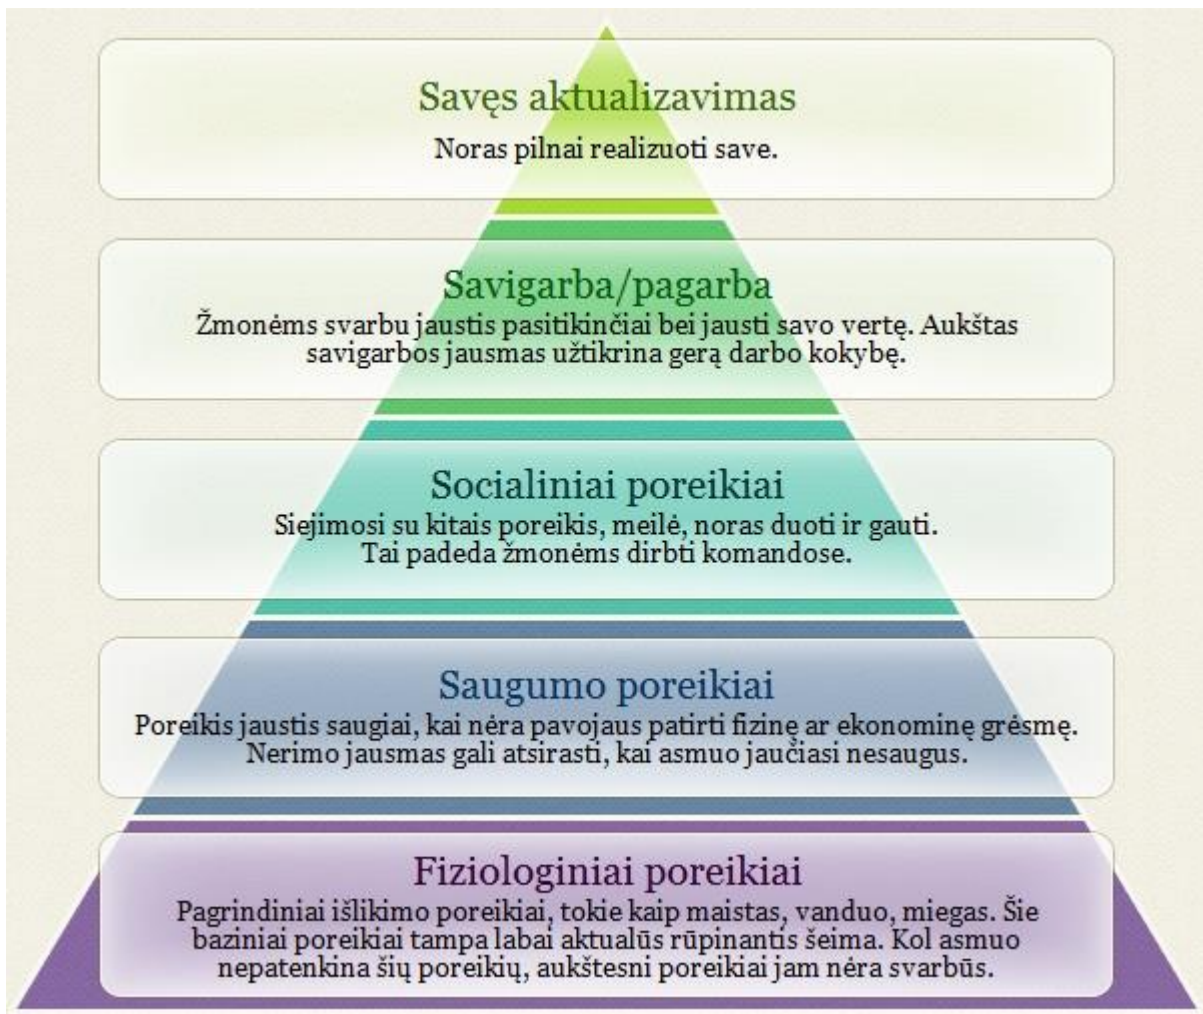 Savęs aktualizavimas
Noras pilnai realizuoti save.
Savigarba/pagarba
Žmonėms svarbu jaustis pasitikinčiai bei jausti savo vertę. Aukštas
savigarbos jausmas užtikrina gerą darbo kokybę.
Socialiniai poreikiai
Siejimosi su kitais poreikis, meilė, noras duoti ir gauti.
Tai padeda žmonėms dirbti komandose.
Saugumo poreikiai
Poreikis jaustis saugiai, kai nėra pavojaus patirti fizinę ar ekonominę grėsmę.
Nerimo jausmas gali atsirasti, kai asmuo jaučiasi nesaugus.
Fiziologiniai poreikiai
Pagrindiniai išlikimo poreikiai, tokie kaip maistas, vanduo, miegas. Šie
baziniai poreikiai tampa labai aktualūs rūpinantis šeima. Kol asmuo
nepatenkina šių poreikių, aukštesni poreikiai jam nėra svarbūs.